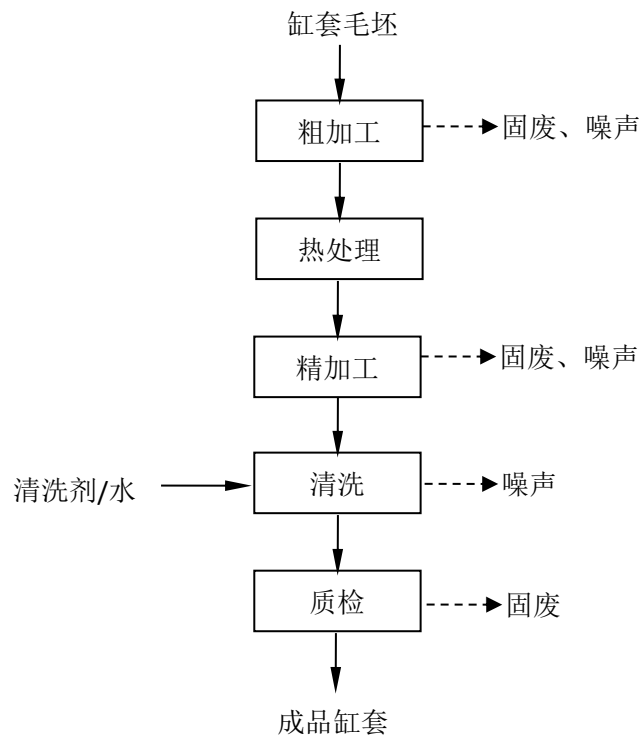 缸套毛坯
粗加工
固废、噪声
热处理
精加工
固废、噪声
清洗剂/水
清洗
噪声
质检
固废
成品缸套